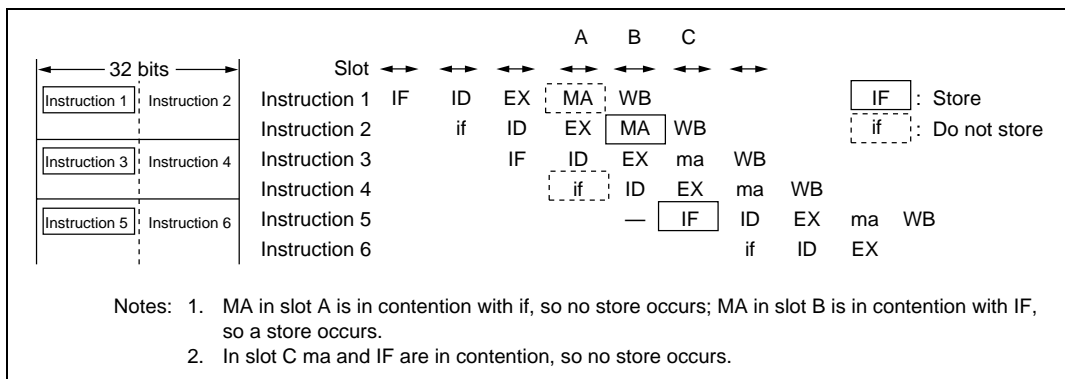 A B C
32 bits Slot
Instruction 1 Instruction 2 Instruction 1 IF ID EX MA WB IF : Store
Instruction 2 if ID EX MA WB if : Do not store
Instruction 3 Instruction 4 Instruction 3 IF ID EX ma WB
Instruction 4 if ID EX ma WB
Instruction 5 Instruction 6 Instruction 5 — IF ID EX ma WB
Instruction 6 if ID EX
Notes: 1. MA in slot A is in contention with if, so no store occurs; MA in slot B is in contention with IF,
so a store occurs.
2. In slot C ma and IF are in contention, so no store occurs.